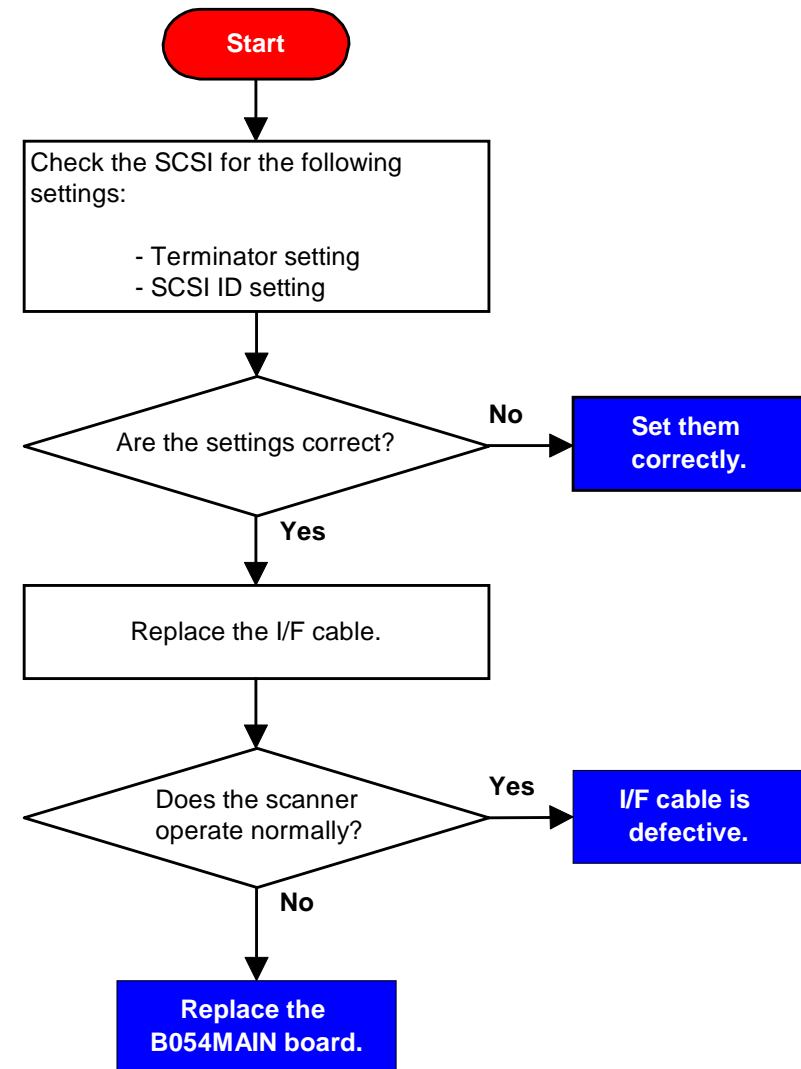 Start
Check the SCSI for the following
settings:
- Terminator setting
- SCSI ID setting
Are the settings correct?
No
Set them
correctly.
Yes
Replace the I/F cable.
Does the scanner
operate normally?
Yes
I/F cable is
defective.
No
Replace the
B054MAIN board.